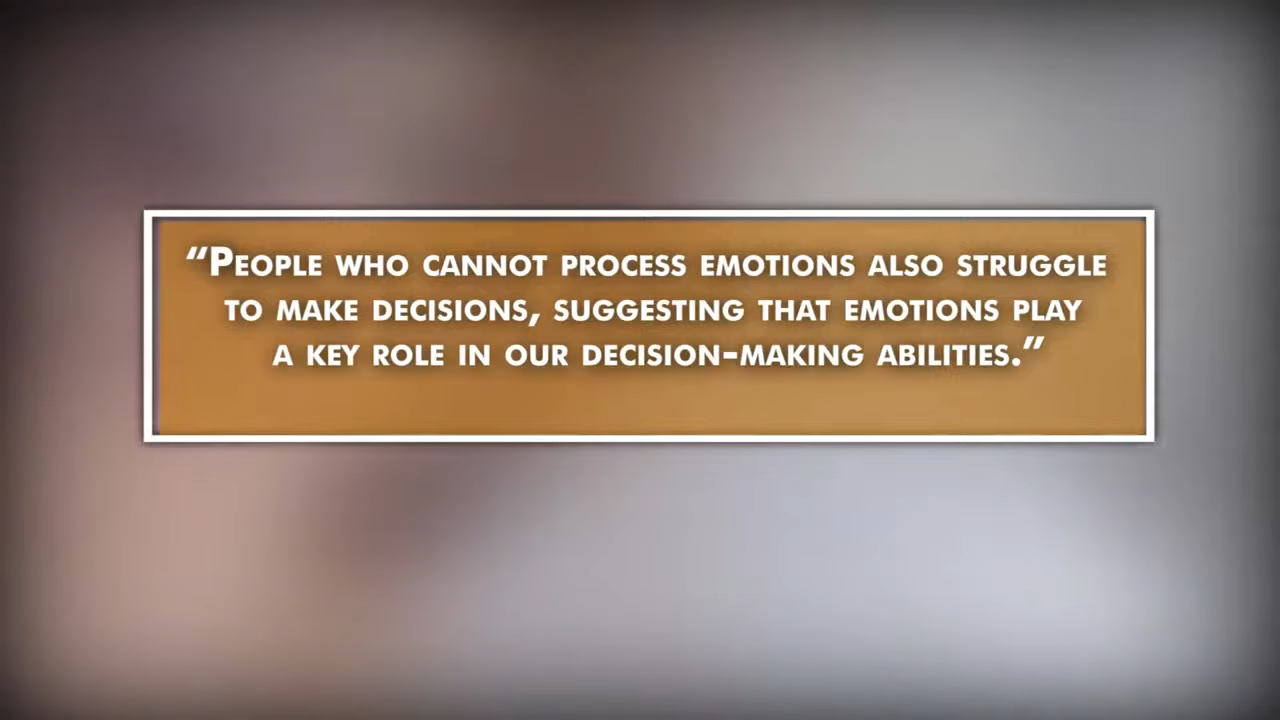 “People who cannot process emotions also struggle
to make decisions, suggesting that emotions play
a key role in our decision-making abilities.”